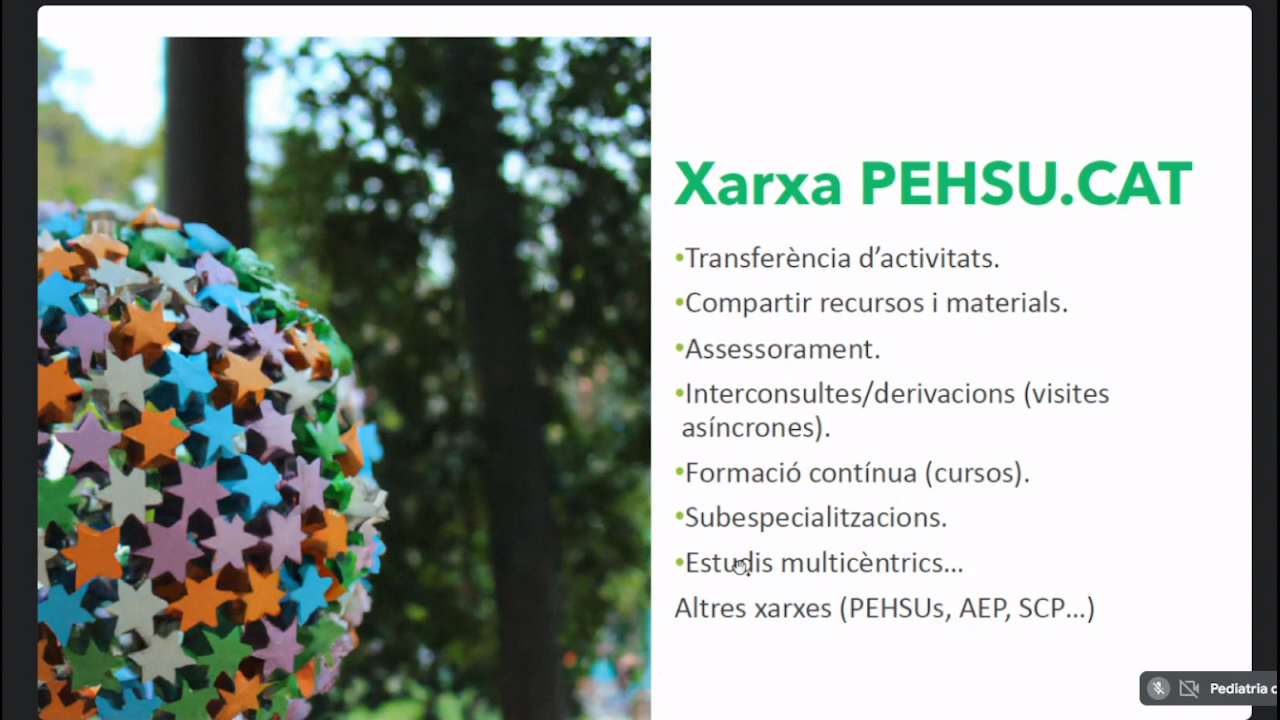 Xarxa PEHSU.CAT
•Transferència d’activitats.
•Compartir recursos i materials.
•Assessorament.
•Interconsultes/derivacions (visites
asíncrones).
•Formació contínua (cursos).
•Subespecialitzacions.
•Estudis multicèntrics...
Altres xarxes (PEHSUs, AEP, SCP...)
Pediatria